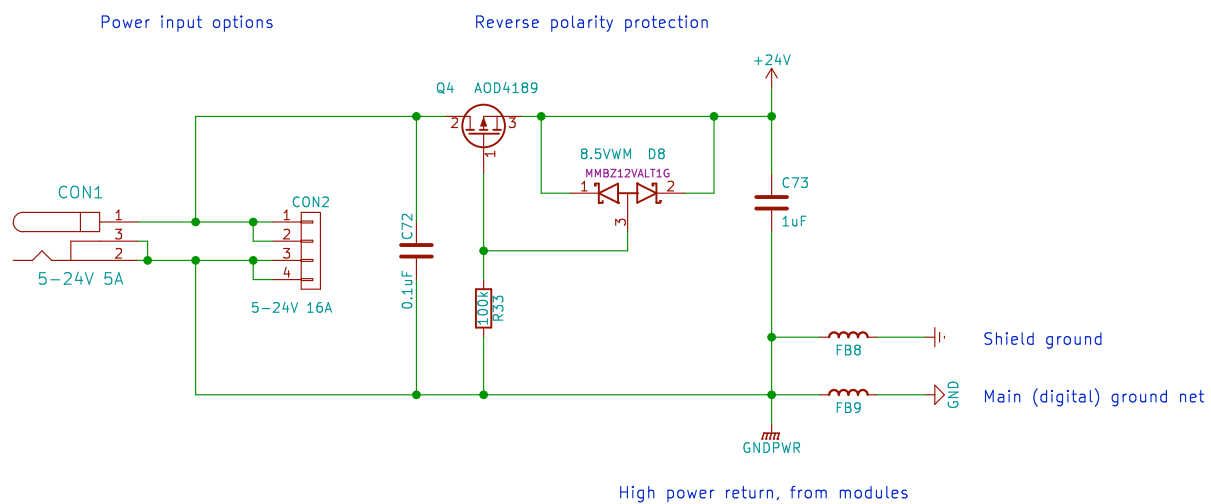 Power input options
Reverse polarity protection
+24V
Q4 AOD4189
2
3
1
8.5VWM D8
MMBZ12VALT1G
1
2
3
C73
1uF
CON1
1
3
2
5-24V 5A
CON2
1
2
3
4
5-24V 16A
C72
0.1uF
100k
R33
FB8
Shield ground
FB9
GND
Main (digital) ground net
GNDPWR
High power return, from modules